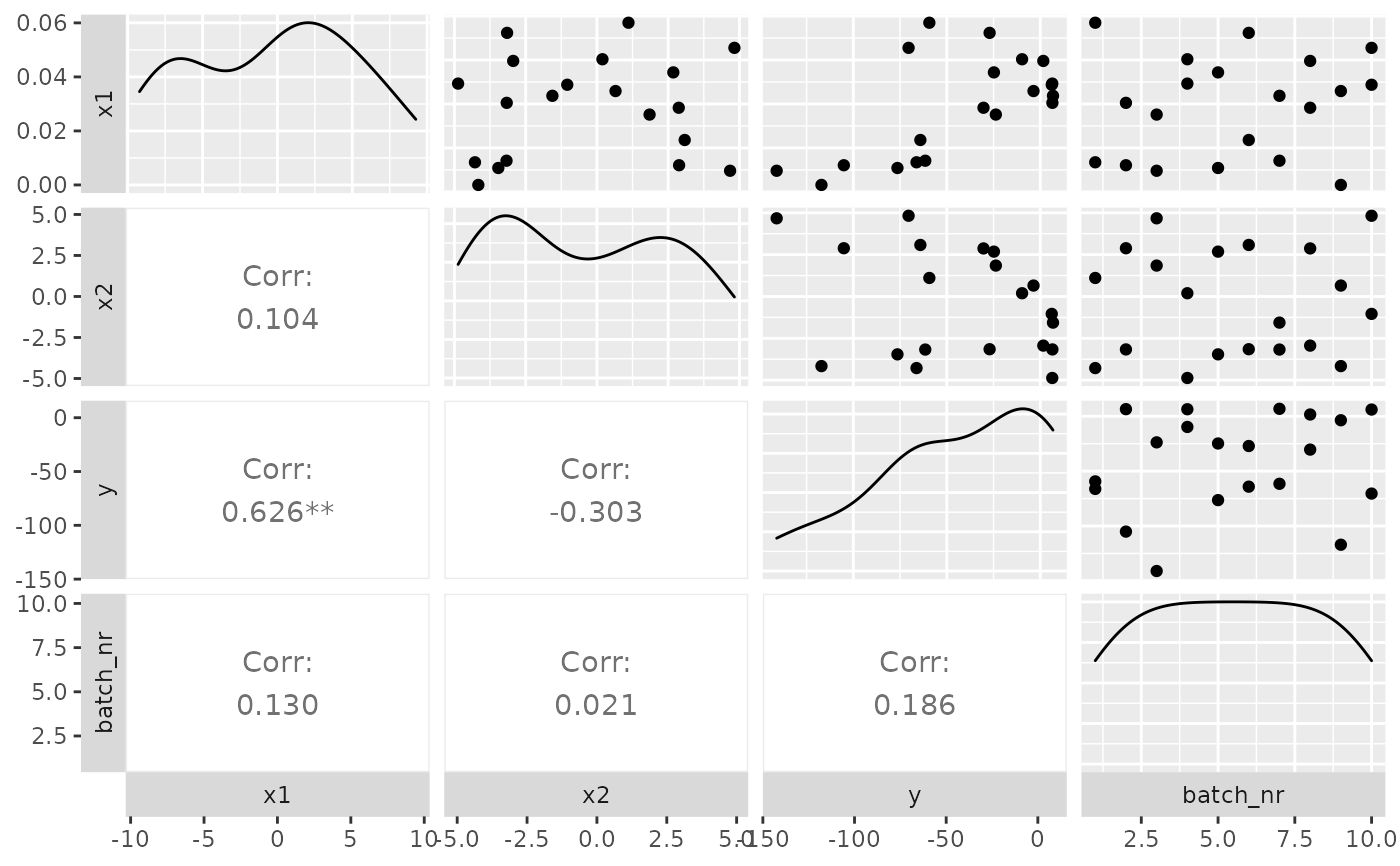 0.06
0.04
0.02
0.00
x1
5.0
2.5
0.0
-2.5
-5.0
x2
Corr:
0.104
0
-50
-100
-150
y
Corr:
0.626**
Corr:
-0.303
10.0
7.5
5.0
2.5
batch_nr
Corr:
0.130
Corr:
0.021
Corr:
0.186
x1
x2
y
batch_nr
-10 -5 0 5 10
-5.0 -2.5 0.0 2.5 5.0
-150 -100 -50 0
2.5 5.0 7.5 10.0